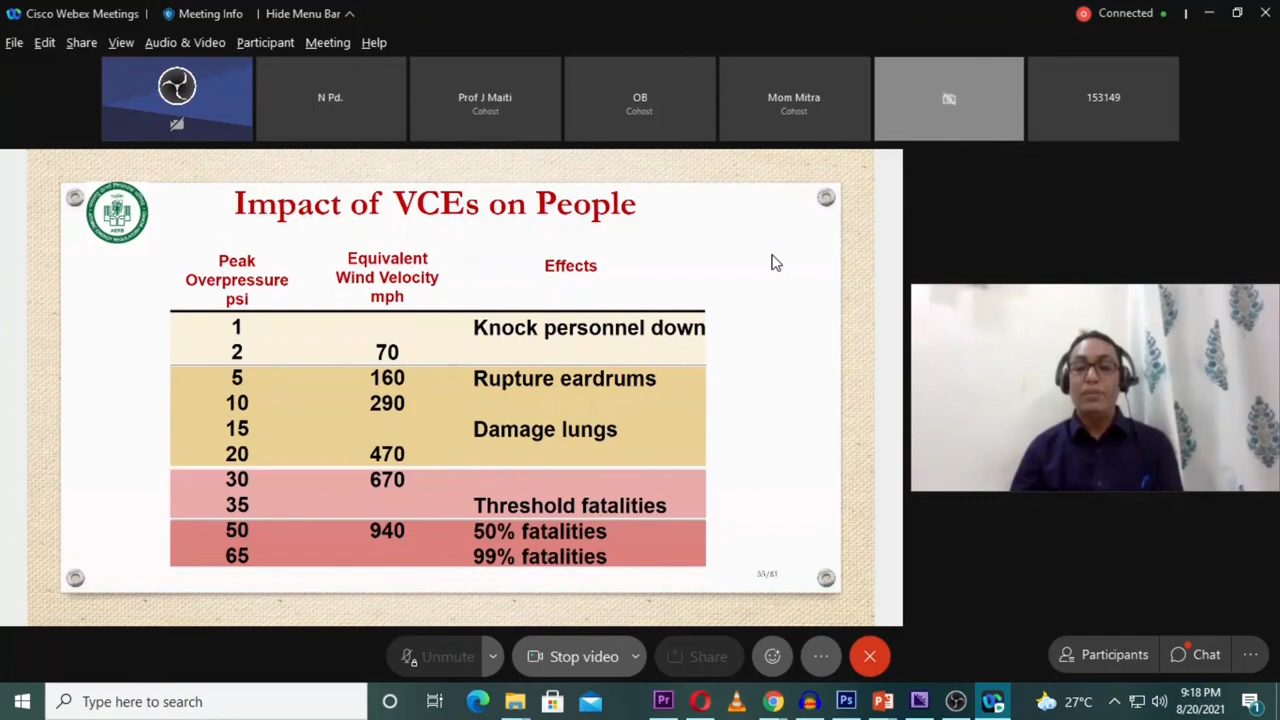 Cisco Webex Meetings
Meeting Info
Hide Menu Bar
Connected
File Edit Share View Audio & Video Participant Meeting Help
N Pd.
Prof J Maiti
Cohost
OB
Cohost
Mom Mitra
Cohost
153149
AERB
Impact of VCEs on People
Peak
Overpressure
psi
Equivalent
Wind Velocity
mph
Effects
1 Knock personnel down
2 70
5 160 Rupture eardrums
10 290
15 Damage lungs
20 470
30 670
35 Threshold fatalities
50 940 50% fatalities
65 99% fatalities
Unmute
Stop video
Share
Participants
Chat
Type here to search
Pr
Ps
27°C
9:18 PM
8/20/2021
1